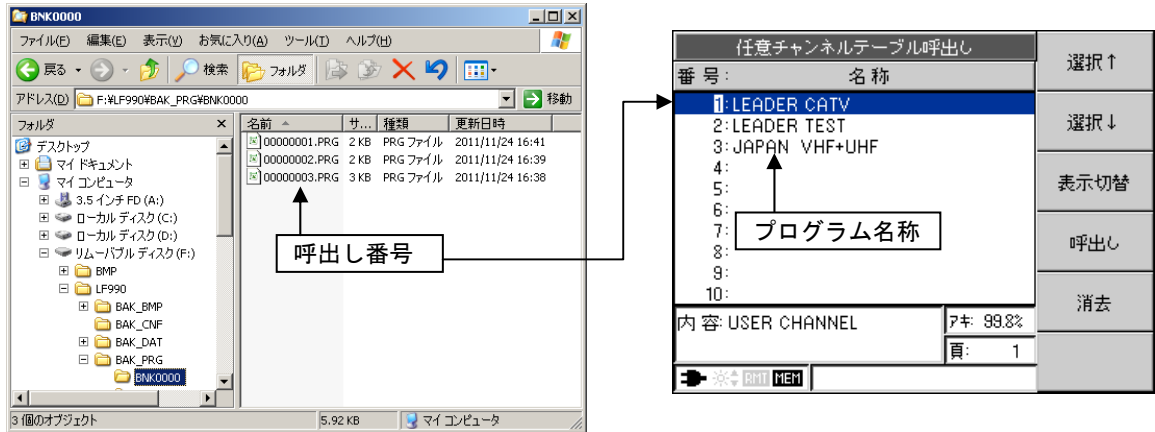 BNK0000
ファイル(F) 編集(E) 表示(V) お気に入り(A) ツール(T) ヘルプ(H)
戻る 検索 フォルダ
アドレス(D) F:¥LF990¥BAK_PRG¥BNK0000 移動
フォルダ
デスクトップ
マイ ドキュメント
マイ コンピュータ
3.5 インチ FD (A:)
ローカル ディスク (C:)
ローカル ディスク (D:)
リムーバブル ディスク (F:)
BMP
LF990
BAK_BMP
BAK_CNF
BAK_DAT
BAK_PRG
BNK0000
名前 サ... 種類 更新日時
00000001.PRG 2 KB PRG ファイル 2011/11/24 16:41
00000002.PRG 2 KB PRG ファイル 2011/11/24 16:39
00000003.PRG 3 KB PRG ファイル 2011/11/24 16:38
呼出し番号
3 個のオブジェクト 5.92 KB マイ コンピュータ
任意チャンネルテーブル呼出し
番号: 名称
1:LEADER CATV
2:LEADER TEST
3:JAPAN VHF+UHF
4:
5:
6:
7:
8:
9:
10:
プログラム名称
内容:USER CHANNEL
アキ: 99.8%
頁: 1
RMT MEM
選択↑
選択↓
表示切替
呼出し
消去